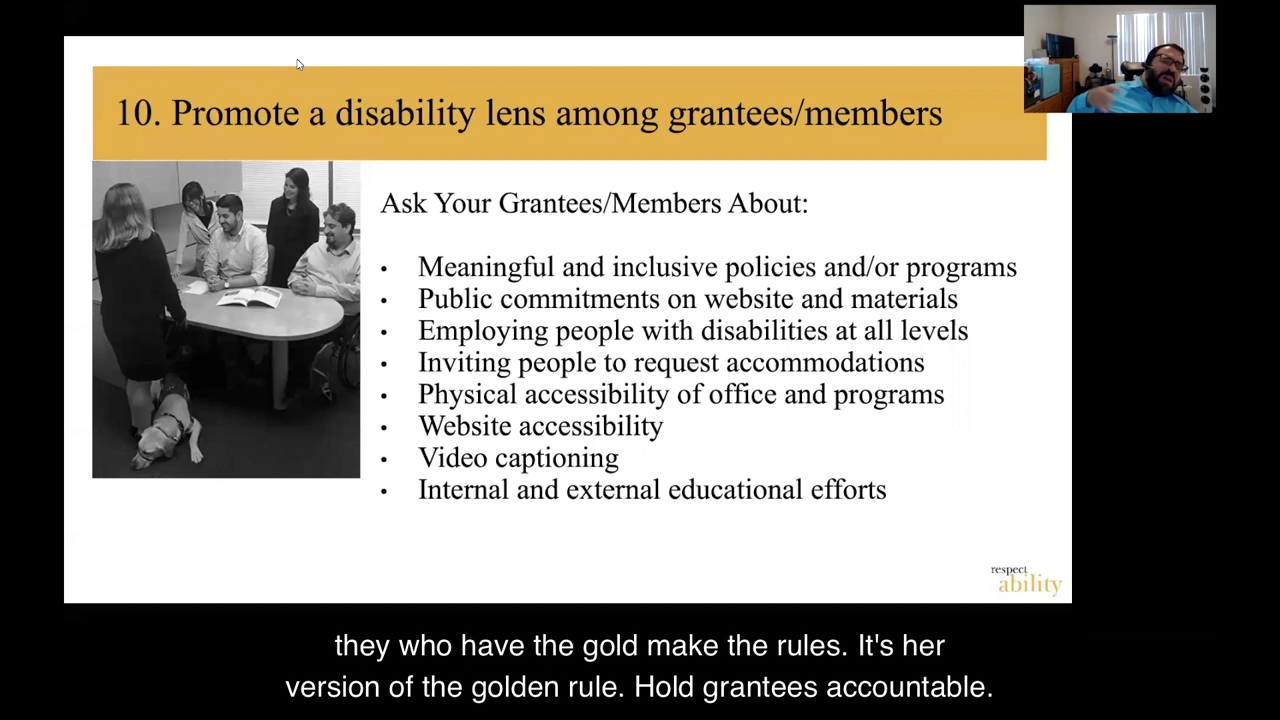 10. Promote a disability lens among grantees/members
Ask Your Grantees/Members About:
• Meaningful and inclusive policies and/or programs
• Public commitments on website and materials
• Employing people with disabilities at all levels
• Inviting people to request accommodations
• Physical accessibility of office and programs
• Website accessibility
• Video captioning
• Internal and external educational efforts
respect
ability
they who have the gold make the rules. It's her
version of the golden rule. Hold grantees accountable.